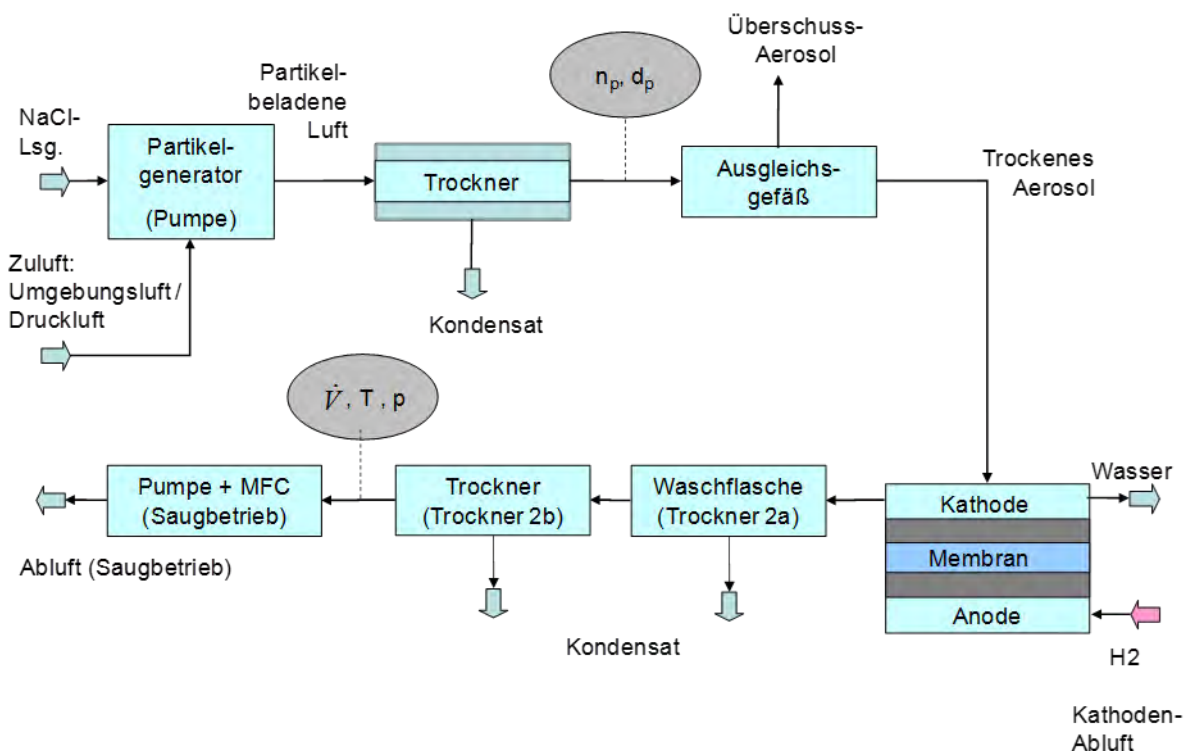 Überschuss-
Aerosol
n_p, d_p
Partikel-
beladene
Luft
NaCl-
Lsg.
Partikel-
generator
(Pumpe)
Trockner
Ausgleichs-
gefäß
Trockenes
Aerosol
Zuluft:
Umgebungsluft /
Druckluft
Kondensat
V̇ , T , p
Pumpe + MFC
(Saugbetrieb)
Trockner
(Trockner 2b)
Waschflasche
(Trockner 2a)
Wasser
Kathode
Membran
Anode
Abluft (Saugbetrieb)
Kondensat
H2
Kathoden-
Abluft